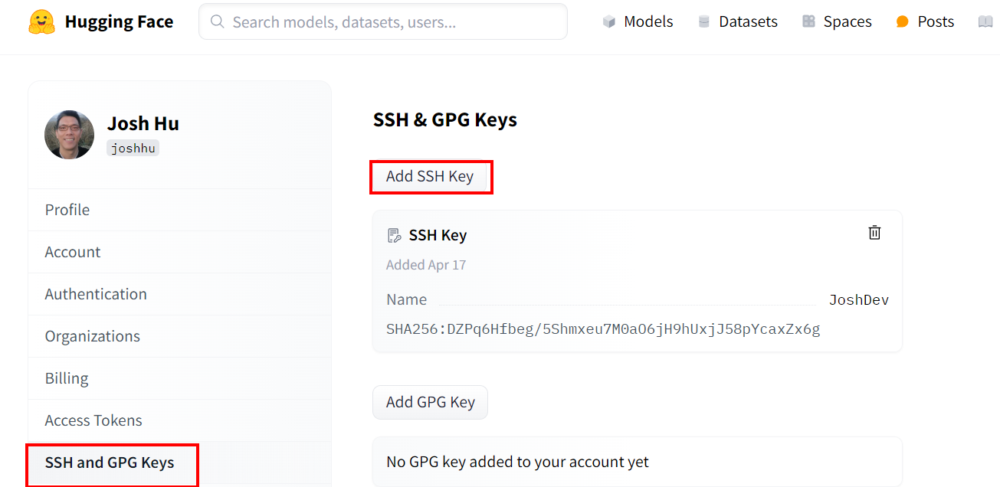 Hugging Face
Search models, datasets, users...
Models
Datasets
Spaces
Posts
Josh Hu
joshhu
Profile
Account
Authentication
Organizations
Billing
Access Tokens
SSH and GPG Keys
SSH & GPG Keys
Add SSH Key
SSH Key
Added Apr 17
Name JoshDev
SHA256:DZPq6Hfbeg/5Shmxeu7M0aO6jH9hUxjJ58pYcaxZx6g
Add GPG Key
No GPG key added to your account yet